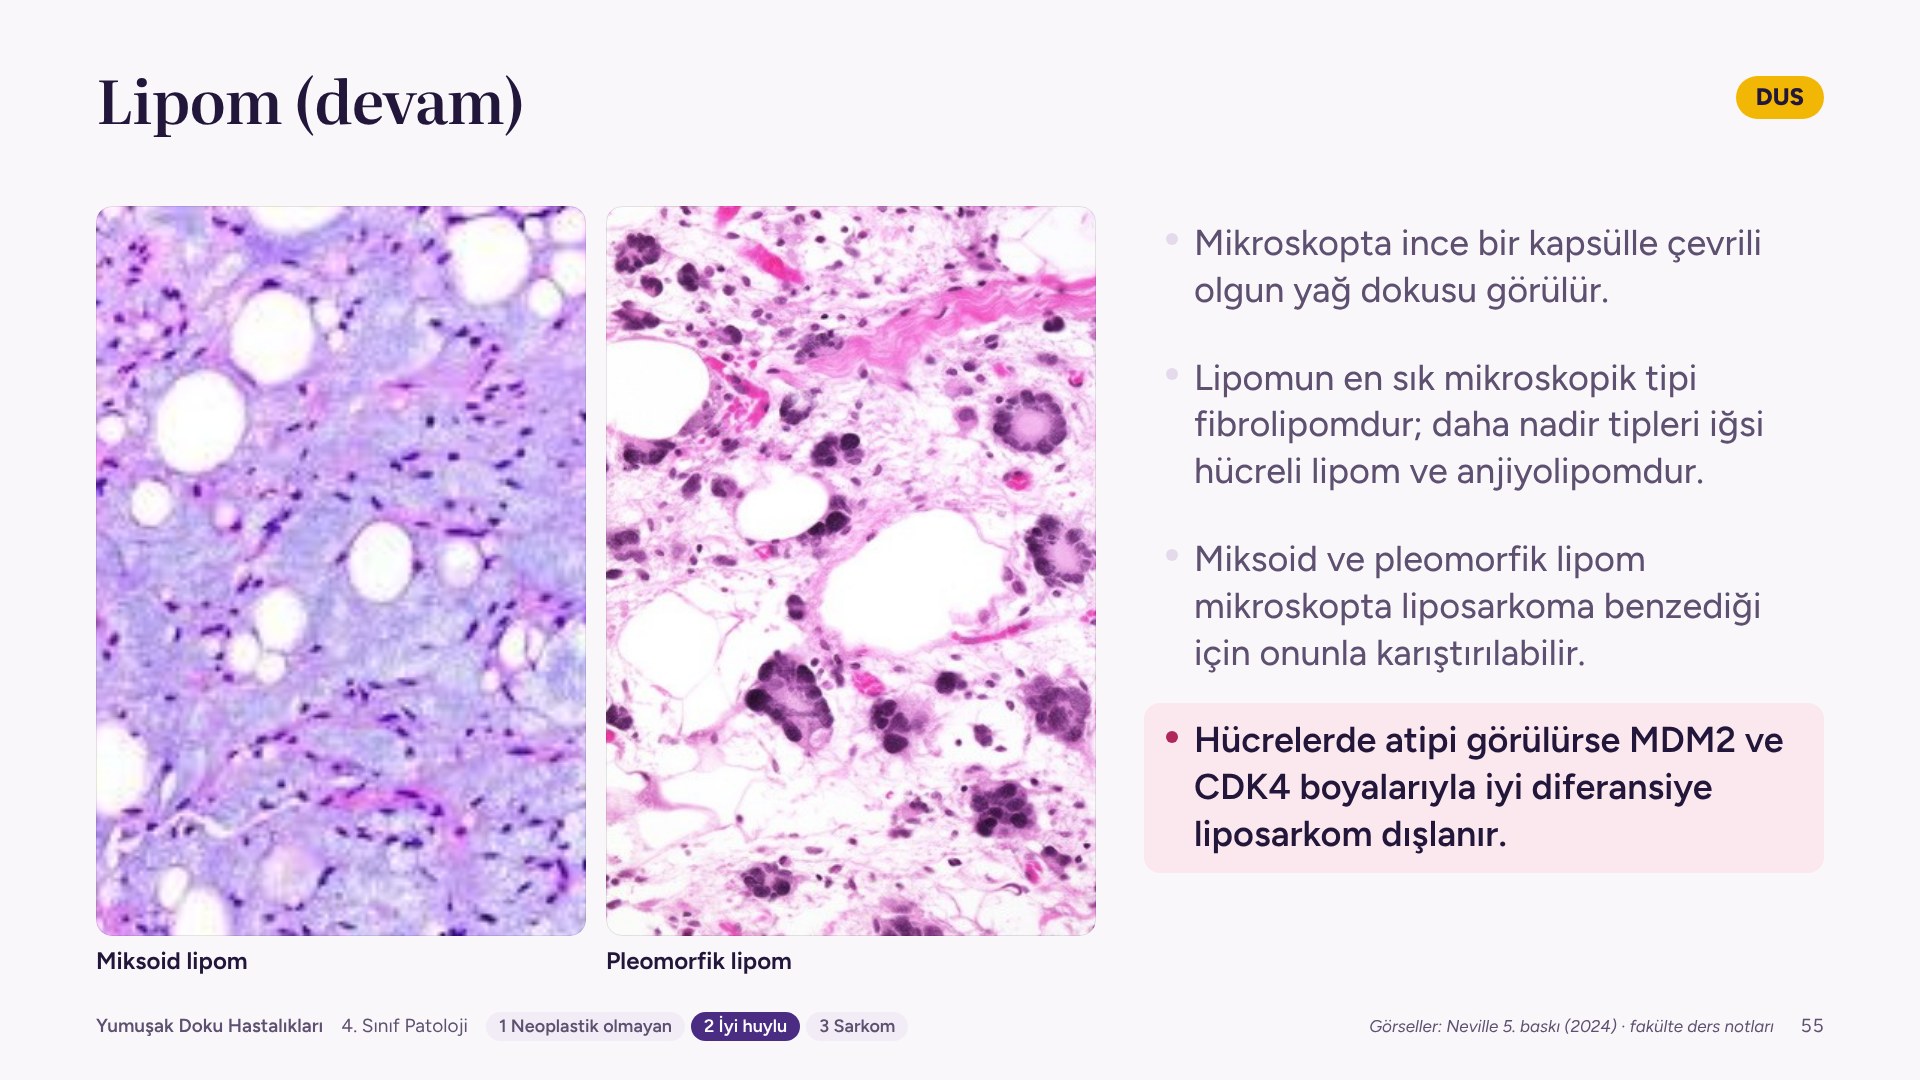 Lipom (devam)
DUS
Mikroskopta ince bir kapsülle çevrili
olgun yağ dokusu görülür.
Lipomun en sık mikroskopik tipi
fibrolipomdur; daha nadir tipleri iğsi
hücreli lipom ve anjiyolipomdur.
Miksoid ve pleomorfik lipom
mikroskopta liposarkoma benzediği
için onunla karıştırılabilir.
Hücrelerde atipi görülürse MDM2 ve
CDK4 boyalarıyla iyi diferansiye
liposarkom dışlanır.
Miksoid lipom
Pleomorfik lipom
Yumuşak Doku Hastalıkları 4. Sınıf Patoloji 1 Neoplastik olmayan 2 İyi huylu 3 Sarkom
Görseller: Neville 5. baskı (2024) · fakülte ders notları 55